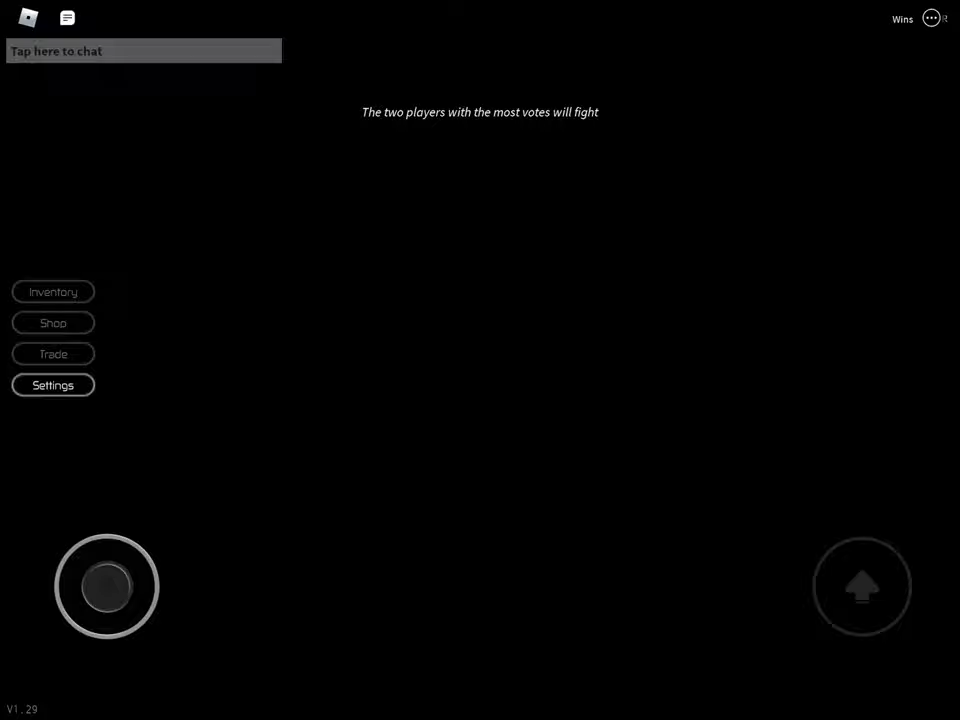 Wins
Tap here to chat
The two players with the most votes will fight
Inventory
Shop
Trade
Settings
V1.29